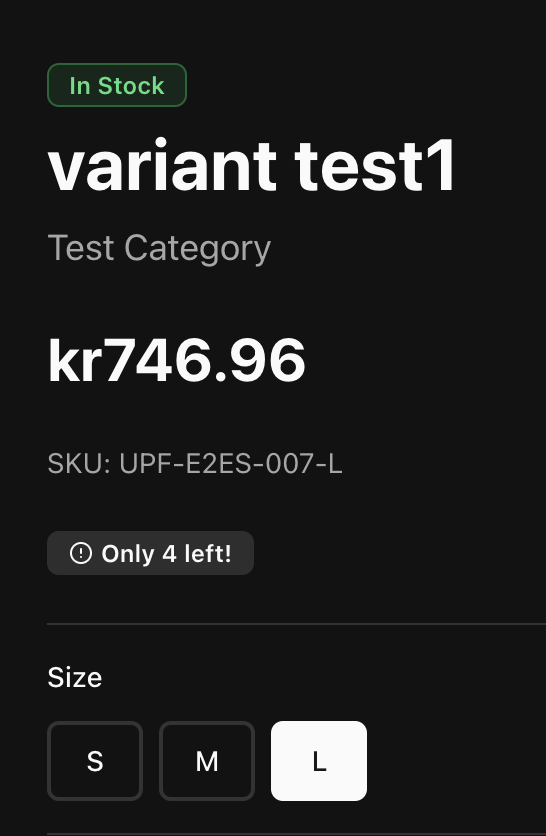 In Stock
variant test1
Test Category
kr746.96
SKU: UPF-E2ES-007-L
Only 4 left!
Size
S M L